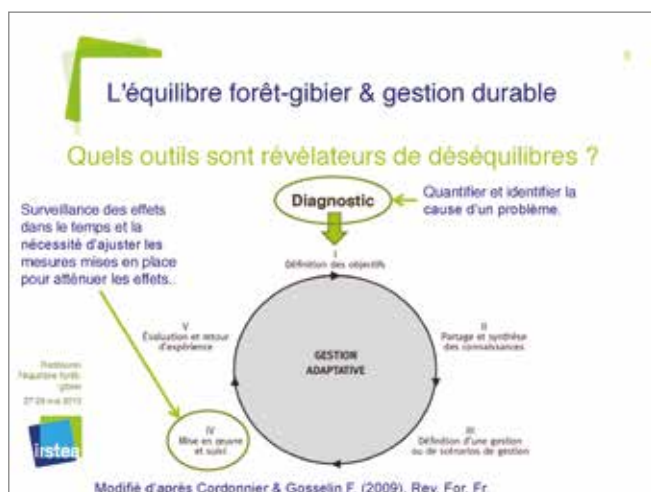 L'équilibre forêt-gibier & gestion durable
Quels outils sont révélateurs de déséquilibres ?
Diagnostic
Quantifier et identifier la
cause d'un problème.
Surveillance des effets
dans le temps et la
nécessité d'ajuster les
mesures mises en place
pour atténuer les effets.
I
Définition des objectifs
II
Partage et synthèse
des connaissances
III
Définition d'une gestion
ou de scénarios de gestion
IV
Mise en œuvre
et suivi
V
Évaluation et retour
d'expérience
GESTION
ADAPTATIVE
l'équilibre forêt-
gibier
irstea
Modifié d'après Cordonnier & Gosselin F. (2009). Rev. For. Fr.